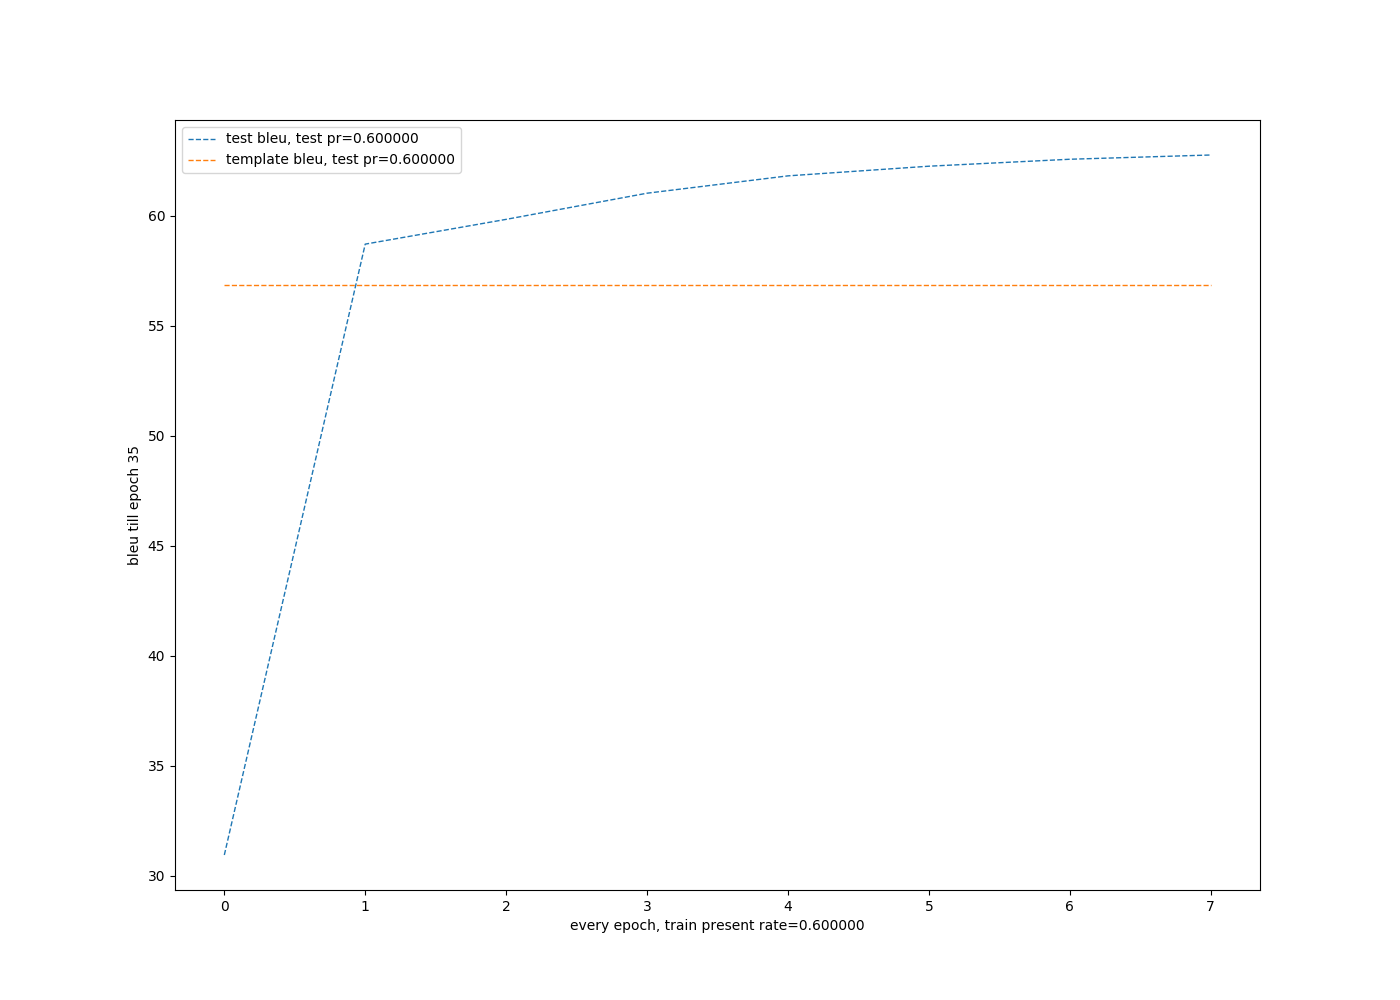 test bleu, test pr=0.600000
template bleu, test pr=0.600000
60
55
50
45
40
35
30
bleu till epoch 35
0 1 2 3 4 5 6 7
every epoch, train present rate=0.600000